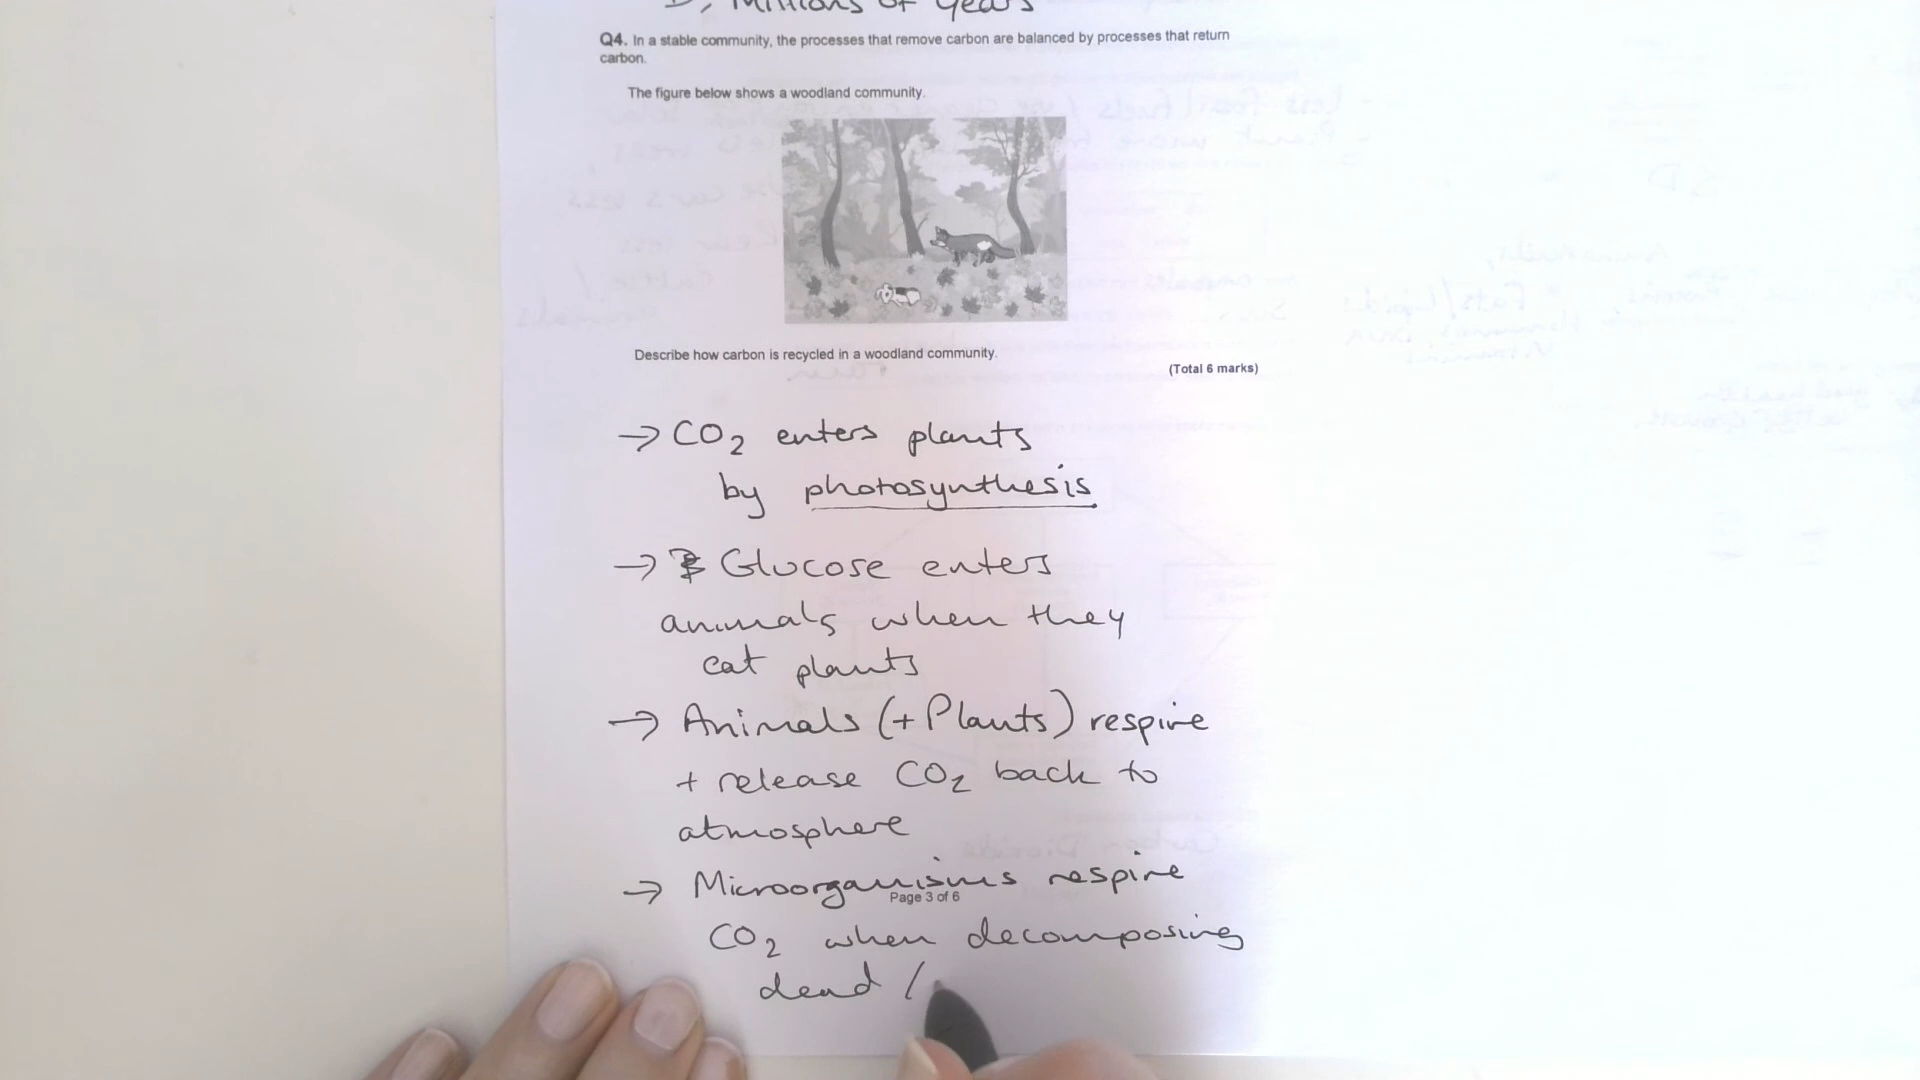 D, Millions of Years
Q4. In a stable community, the processes that remove carbon are balanced by processes that return
carbon.
The figure below shows a woodland community.
Describe how carbon is recycled in a woodland community.
(Total 6 marks)
→ CO2 enters plants
by photosynthesis
→ Glucose enters
animals when they
eat plants
→ Animals (+ Plants) respire
+ release CO2 back to
atmosphere
→ Microorganisms respire
Page 3 of 6
CO2 when decomposing
dead /